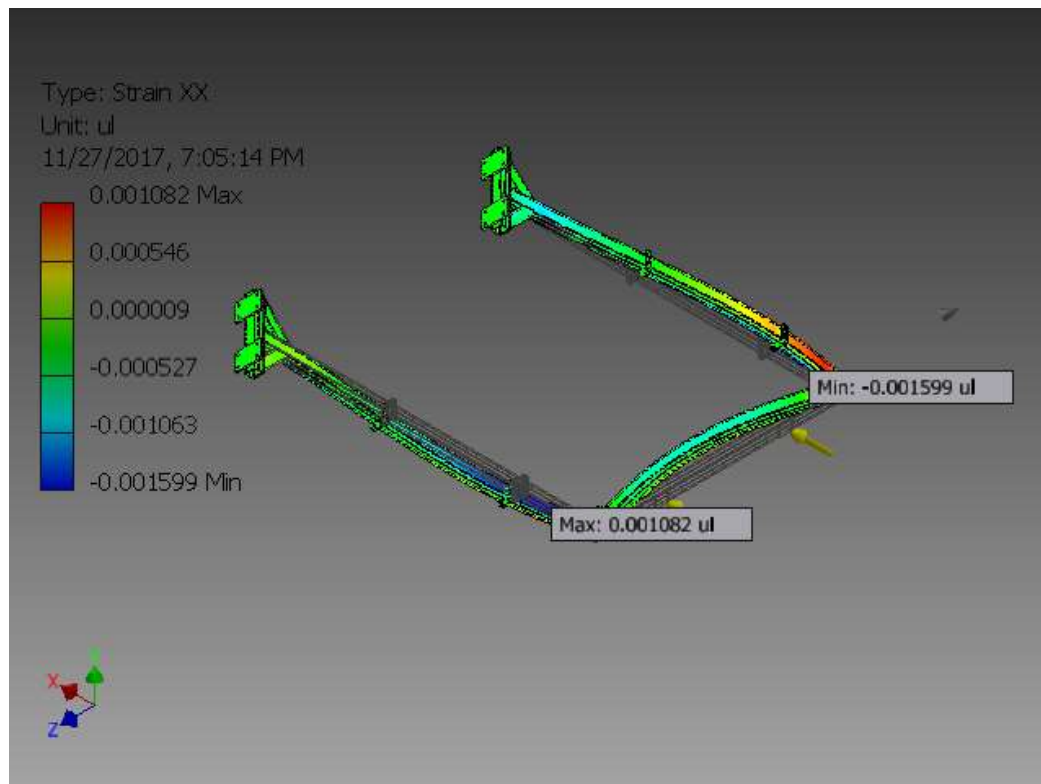 Type: Strain XX
Unit: ul
11/27/2017, 7:05:14 PM
0.001082 Max
0.000546
0.000009
-0.000527
-0.001063
-0.001599 Min
Min: -0.001599 ul
Max: 0.001082 ul
X
Z